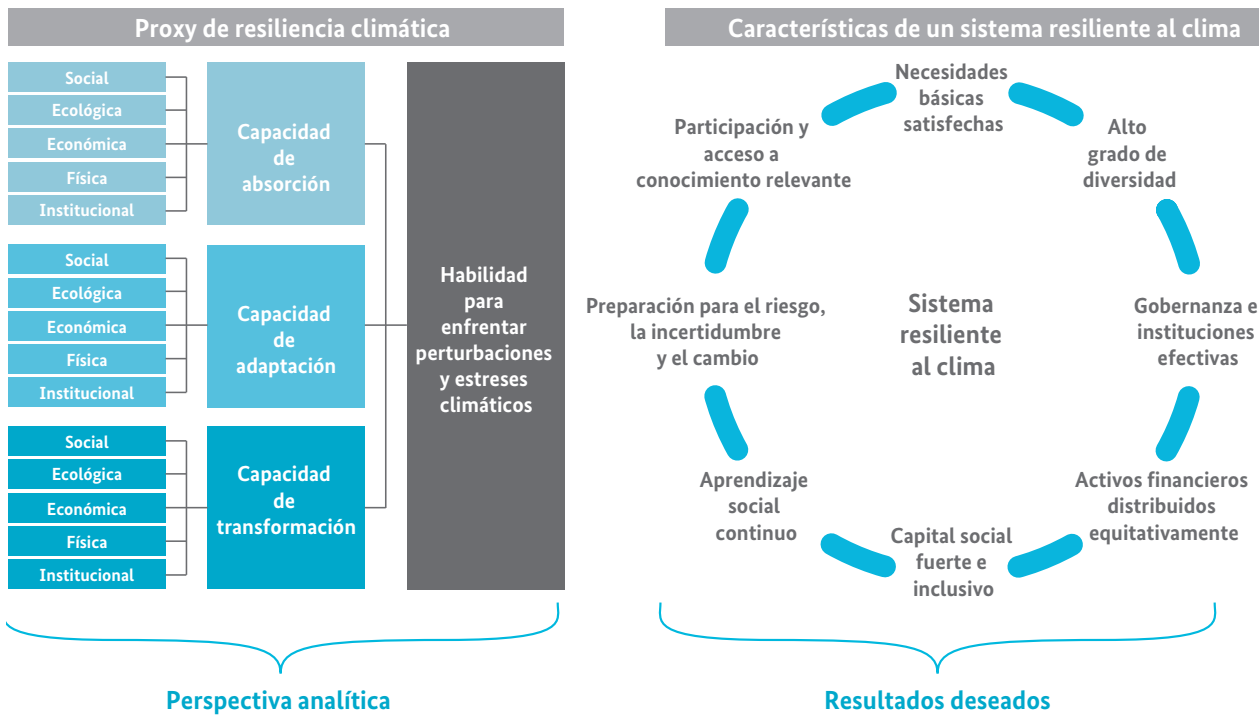 Proxy de resiliencia climática
Social
Ecológica
Económica
Física
Institucional
Capacidad
de
absorción
Social
Ecológica
Económica
Física
Institucional
Capacidad
de
adaptación
Social
Ecológica
Económica
Física
Institucional
Capacidad
de
transformación
Habilidad
para
enfrentar
perturbaciones
y estreses
climáticos
Perspectiva analítica
Características de un sistema resiliente al clima
Necesidades
básicas
satisfechas
Alto
grado de
diversidad
Gobernanza e
instituciones
efectivas
Activos financieros
distribuidos
equitativamente
Capital social
fuerte e
inclusivo
Aprendizaje
social
continuo
Preparación para el riesgo,
la incertidumbre
y el cambio
Participación y
acceso a
conocimiento relevante
Sistema
resiliente
al clima
Resultados deseados